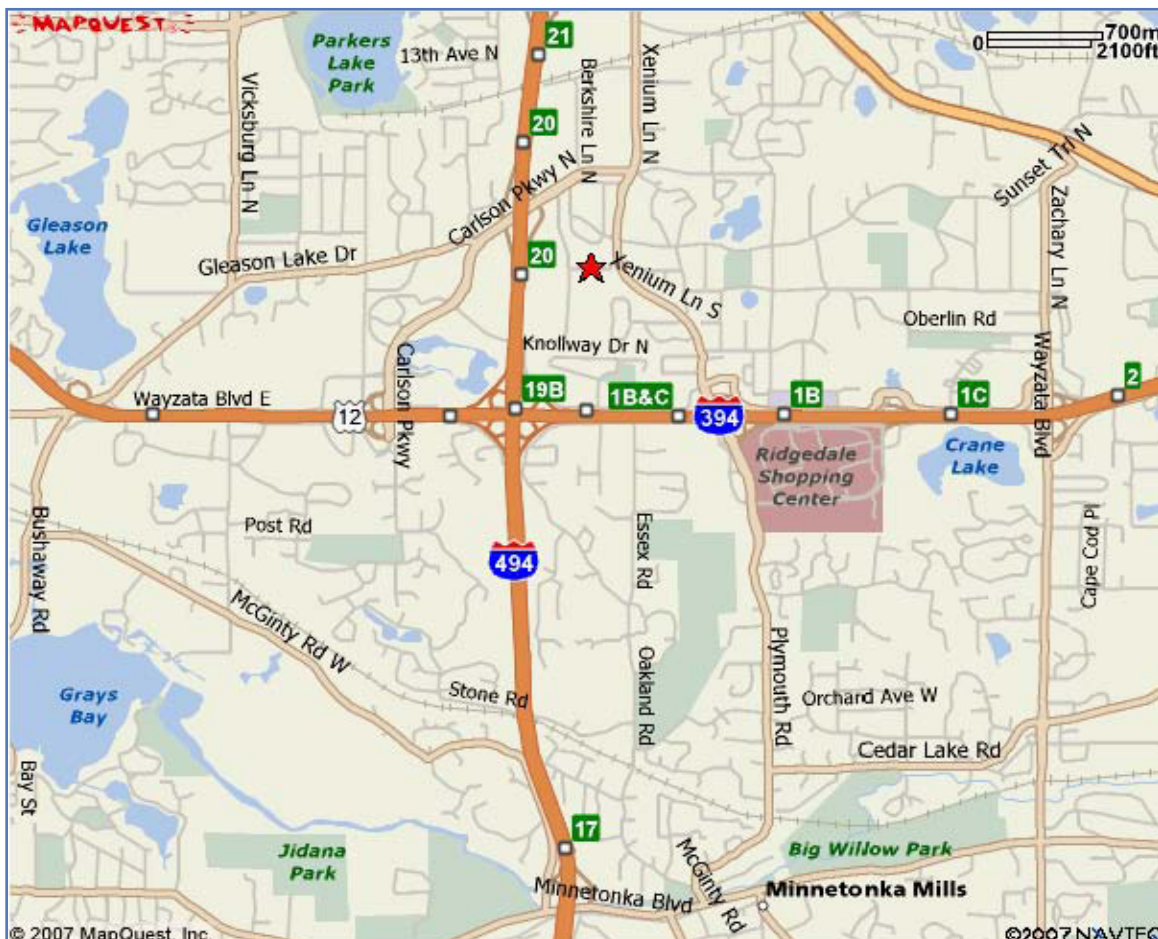 MAPQUEST
0
700m
2100ft
21
Parkers
Lake
Park
13th Ave N
Vicksburg Ln N
Berkshire Ln N
Xenium Ln N
20
Carlson Pkwy N
Sunset Trl N
Zachary Ln N
Gleason
Lake
Gleason Lake Dr
20
Xenium Ln S
Oberlin Rd
Knollway Dr N
Carlson Pkwy
Wayzata Blvd
2
Wayzata Blvd E
12
19B
1B&C
394
1B
1C
Ridgedale
Shopping
Center
Crane
Lake
Bushaway Rd
Post Rd
494
Essex Rd
Cape Cod Pl
McGinty Rd W
Plymouth Rd
Oakland Rd
Grays
Bay
Stone Rd
Orchard Ave W
Cedar Lake Rd
Bay St
17
Jidana
Park
McGinty Rd
Big Willow Park
Minnetonka Blvd
Minnetonka Mills
© 2007 MapQuest, Inc.
©2007 NAVTEQ